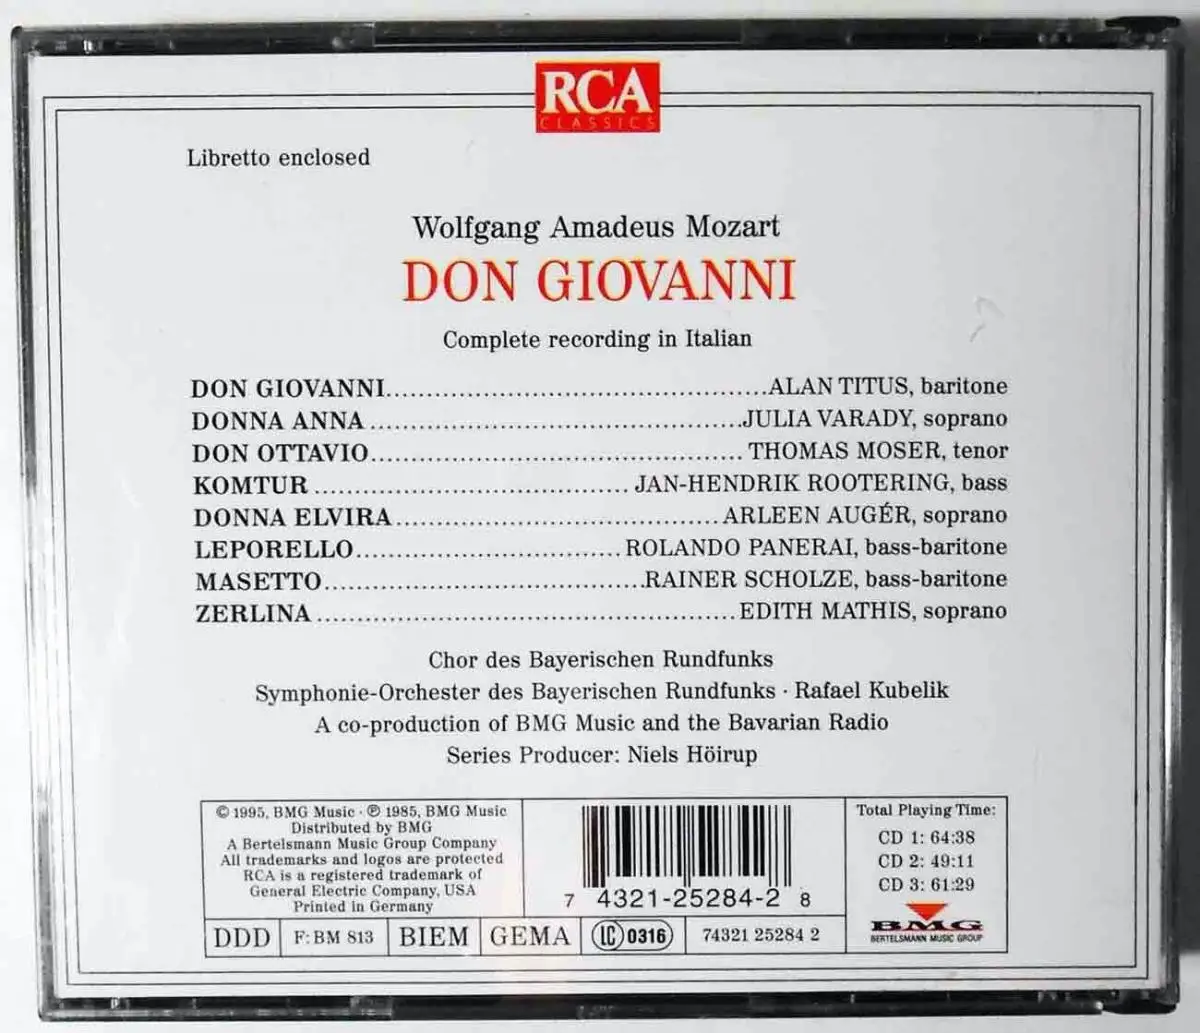 RCA
CLASSICS
Libretto enclosed
Wolfgang Amadeus Mozart
DON GIOVANNI
Complete recording in Italian
DON GIOVANNI..................................................ALAN TITUS, baritone
DONNA ANNA ..................................................JULIA VARADY, soprano
DON OTTAVIO.................................................. THOMAS MOSER, tenor
KOMTUR ........................................ JAN-HENDRIK ROOTERING, bass
DONNA ELVIRA........................................... ARLEEN AUGÉR, soprano
LEPORELLO.................................. ROLANDO PANERAI, bass-baritone
MASETTO.........................................RAINER SCHOLZE, bass-baritone
ZERLINA ..................................................... EDITH MATHIS, soprano
Chor des Bayerischen Rundfunks
Symphonie-Orchester des Bayerischen Rundfunks · Rafael Kubelik
A co-production of BMG Music and the Bavarian Radio
Series Producer: Niels Höirup
© 1995, BMG Music · ℗ 1985, BMG Music
Distributed by BMG
A Bertelsmann Music Group Company
All trademarks and logos are protected
RCA is a registered trademark of
General Electric Company, USA
Printed in Germany
7 4321-25284-2 8
Total Playing Time:
CD 1: 64:38
CD 2: 49:11
CD 3: 61:29
BMG
BERTELSMANN MUSIC GROUP
DDD F: BM 813 BIEM GEMA LC 0316 74321 25284 2